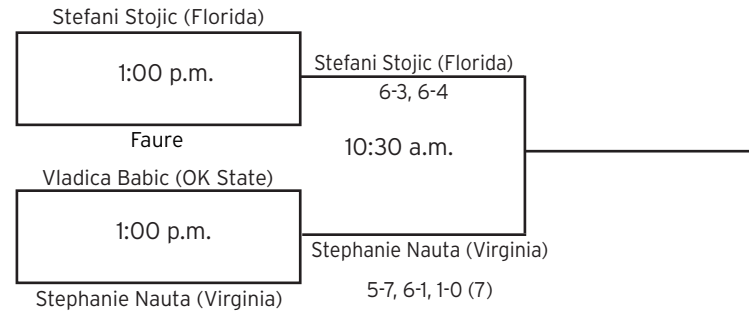 Stefani Stojic (Florida)
1:00 p.m.
Faure
Vladica Babic (OK State)
1:00 p.m.
Stephanie Nauta (Virginia)
Stefani Stojic (Florida)
6-3, 6-4
10:30 a.m.
Stephanie Nauta (Virginia)
5-7, 6-1, 1-0 (7)